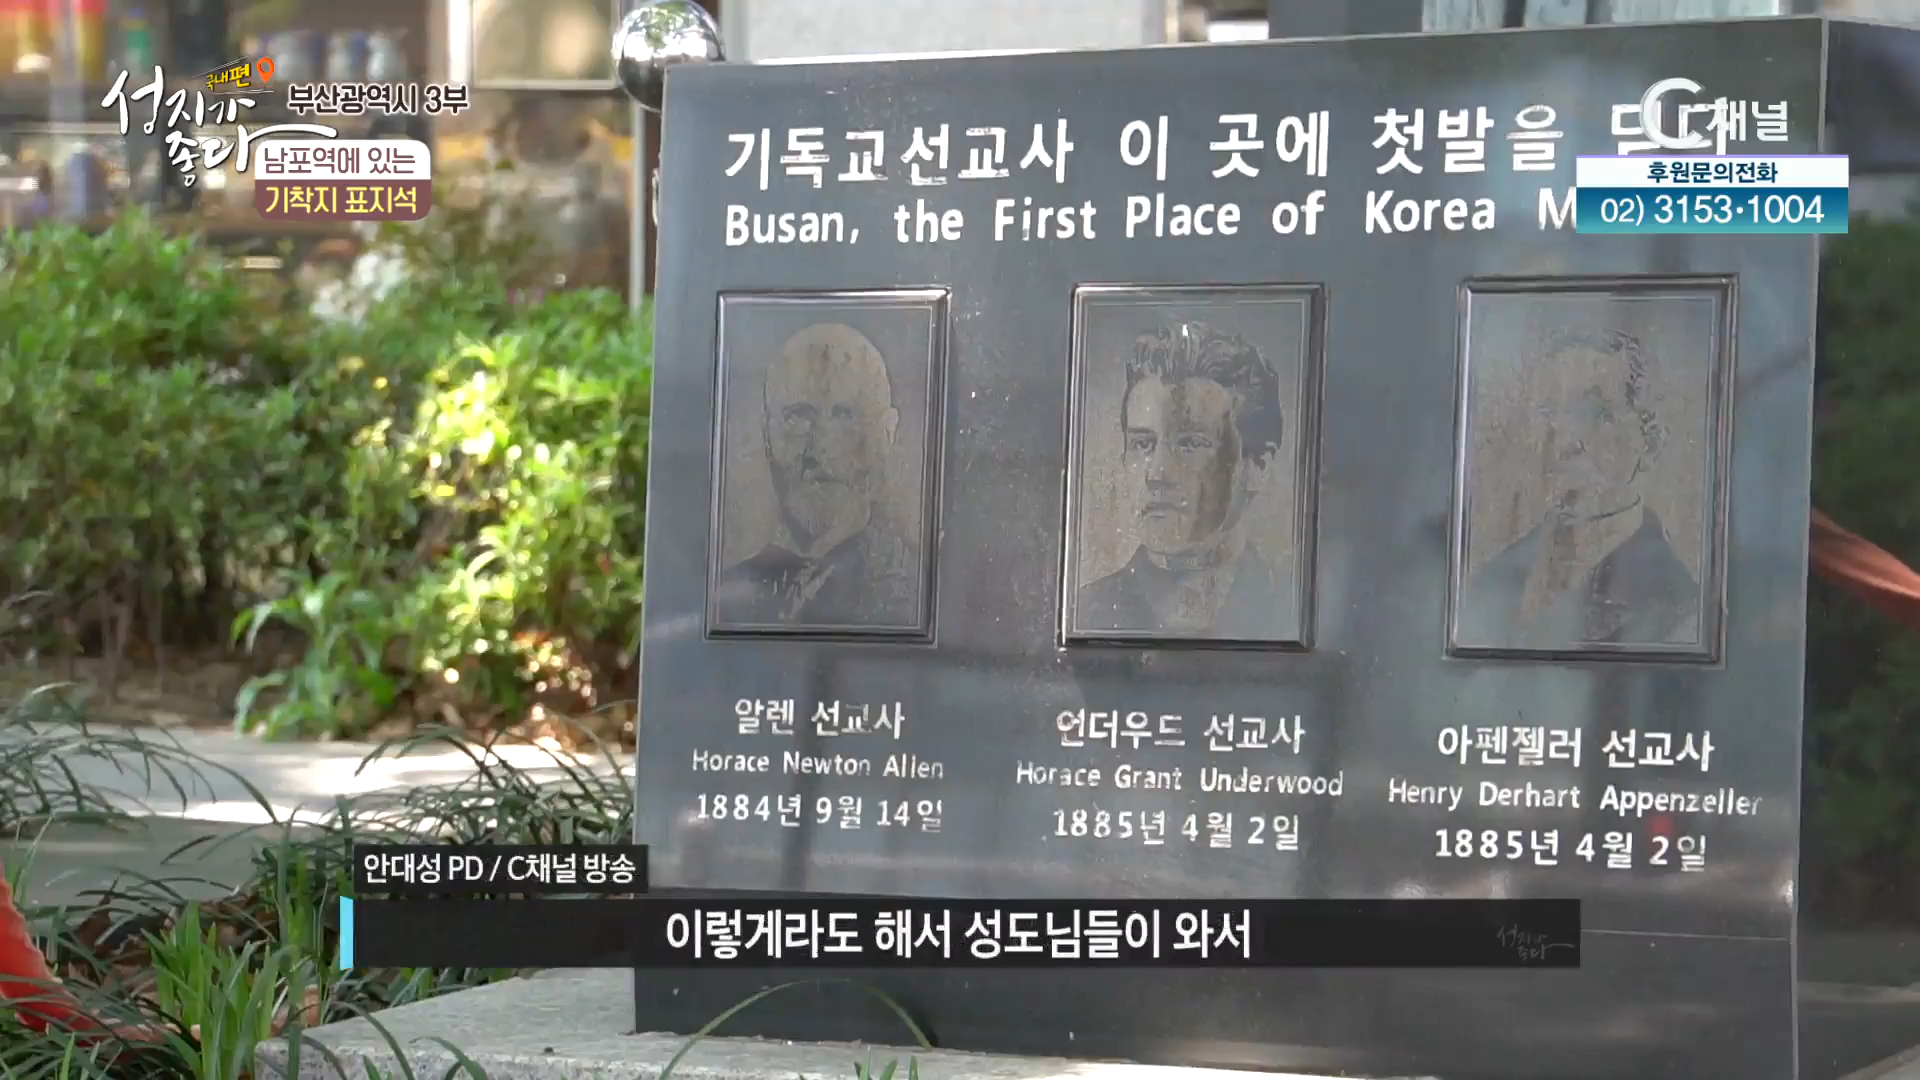 국내편
성지가
좋다
부산광역시 3부
남포역에 있는
기착지 표지석
C채널
후원문의전화
02) 3153·1004
기독교선교사 이 곳에 첫발을
Busan, the First Place of Korea
알렌 선교사
Horace Newton Allen
1884년 9월 14일
언더우드 선교사
Horace Grant Underwood
1885년 4월 2일
아펜젤러 선교사
Henry Derhart Appenzeller
1885년 4월 2일
안대성 PD / C채널 방송
이렇게라도 해서 성도님들이 와서
성지가
좋다